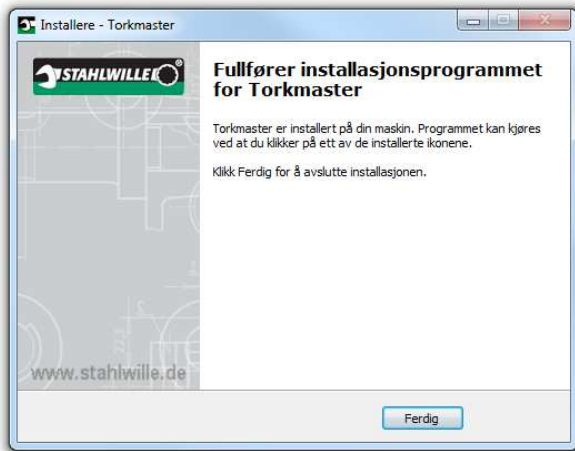 Installere - Torkmaster
STAHLWILLE
Fullfører installasjonsprogrammet
for Torkmaster
Torkmaster er installert på din maskin. Programmet kan kjøres
ved at du klikker på ett av de installerte ikonene.
Klikk Ferdig for å avslutte installasjonen.
www.stahlwille.de
Ferdig